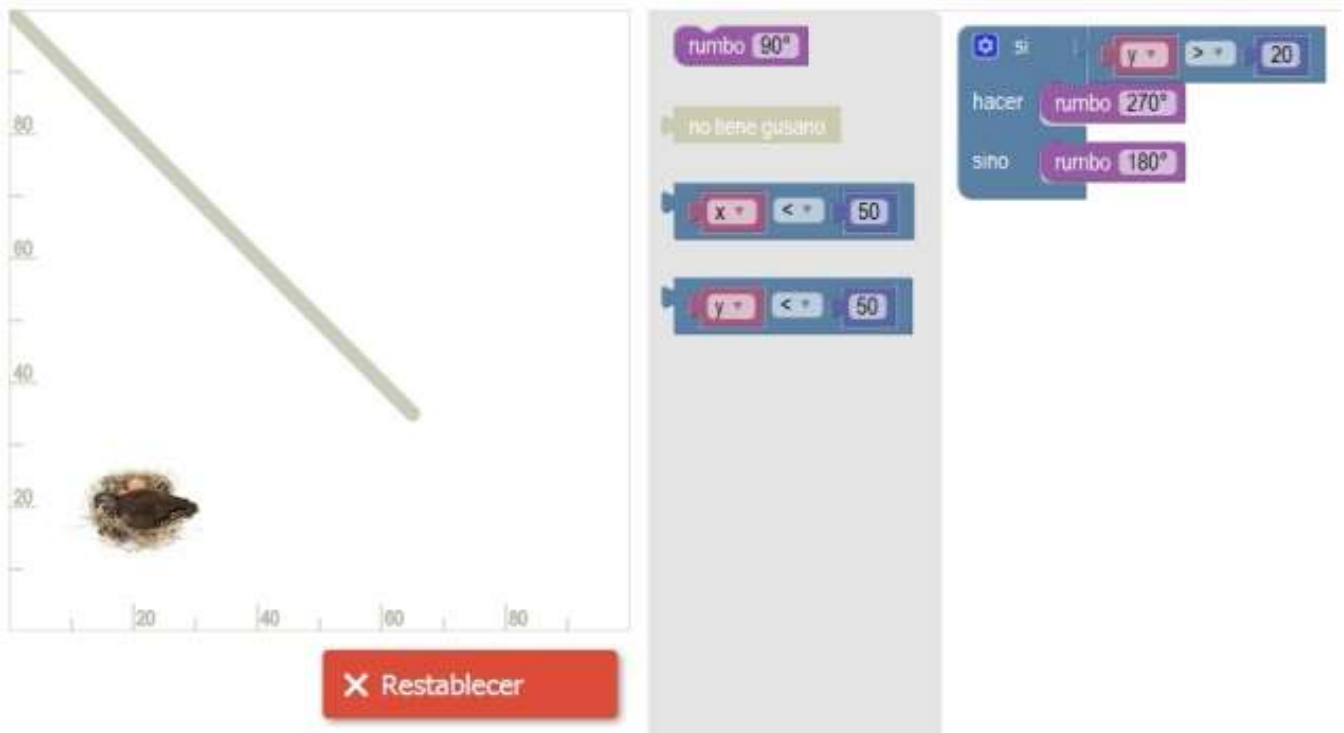 80
60
40
20
20 40 60 80
Restablecer
rumbo 90°
no tiene gusano
x < 50
y < 50
si y > 20
hacer rumbo 270°
sino rumbo 180°